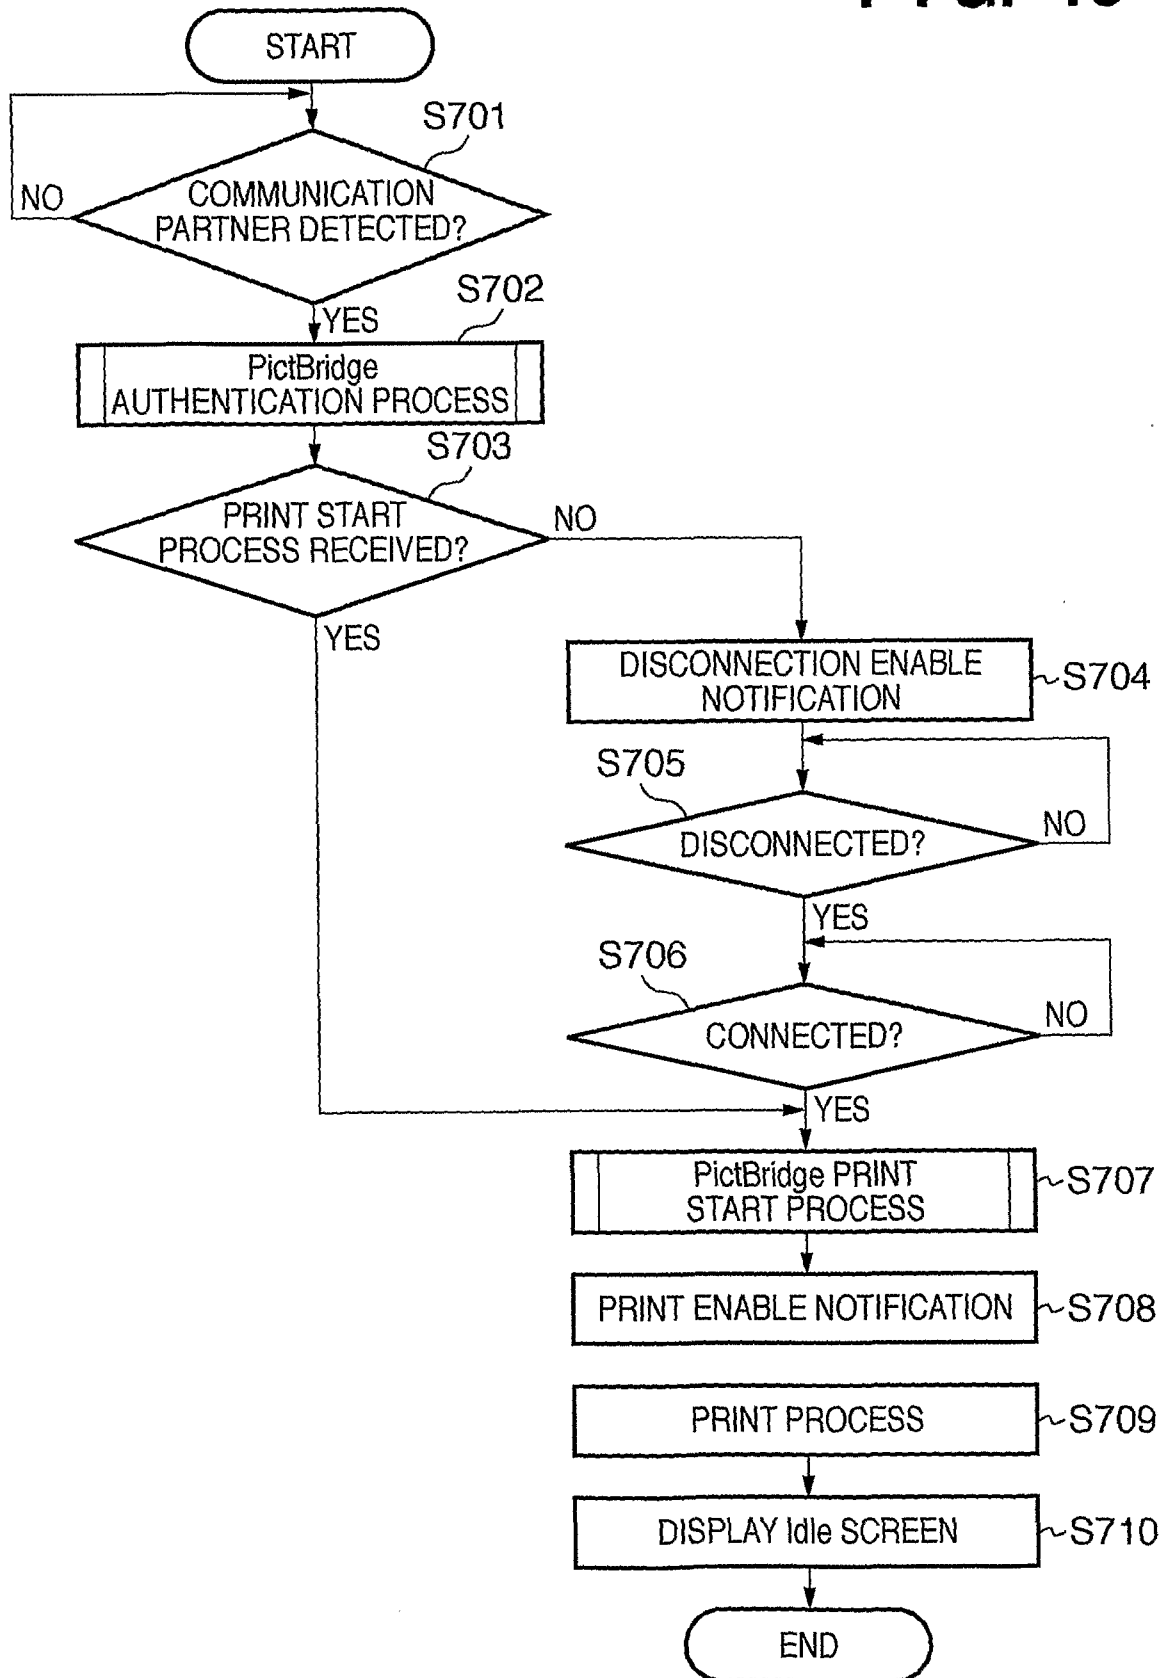 START
S701
NO
COMMUNICATION
PARTNER DETECTED?
S702
YES
PictBridge
AUTHENTICATION PROCESS
S703
PRINT START
PROCESS RECEIVED?
NO
YES
DISCONNECTION ENABLE
NOTIFICATION
S704
S705
DISCONNECTED?
NO
YES
S706
CONNECTED?
NO
YES
PictBridge PRINT
START PROCESS
S707
PRINT ENABLE NOTIFICATION
S708
PRINT PROCESS
S709
DISPLAY Idle SCREEN
S710
END